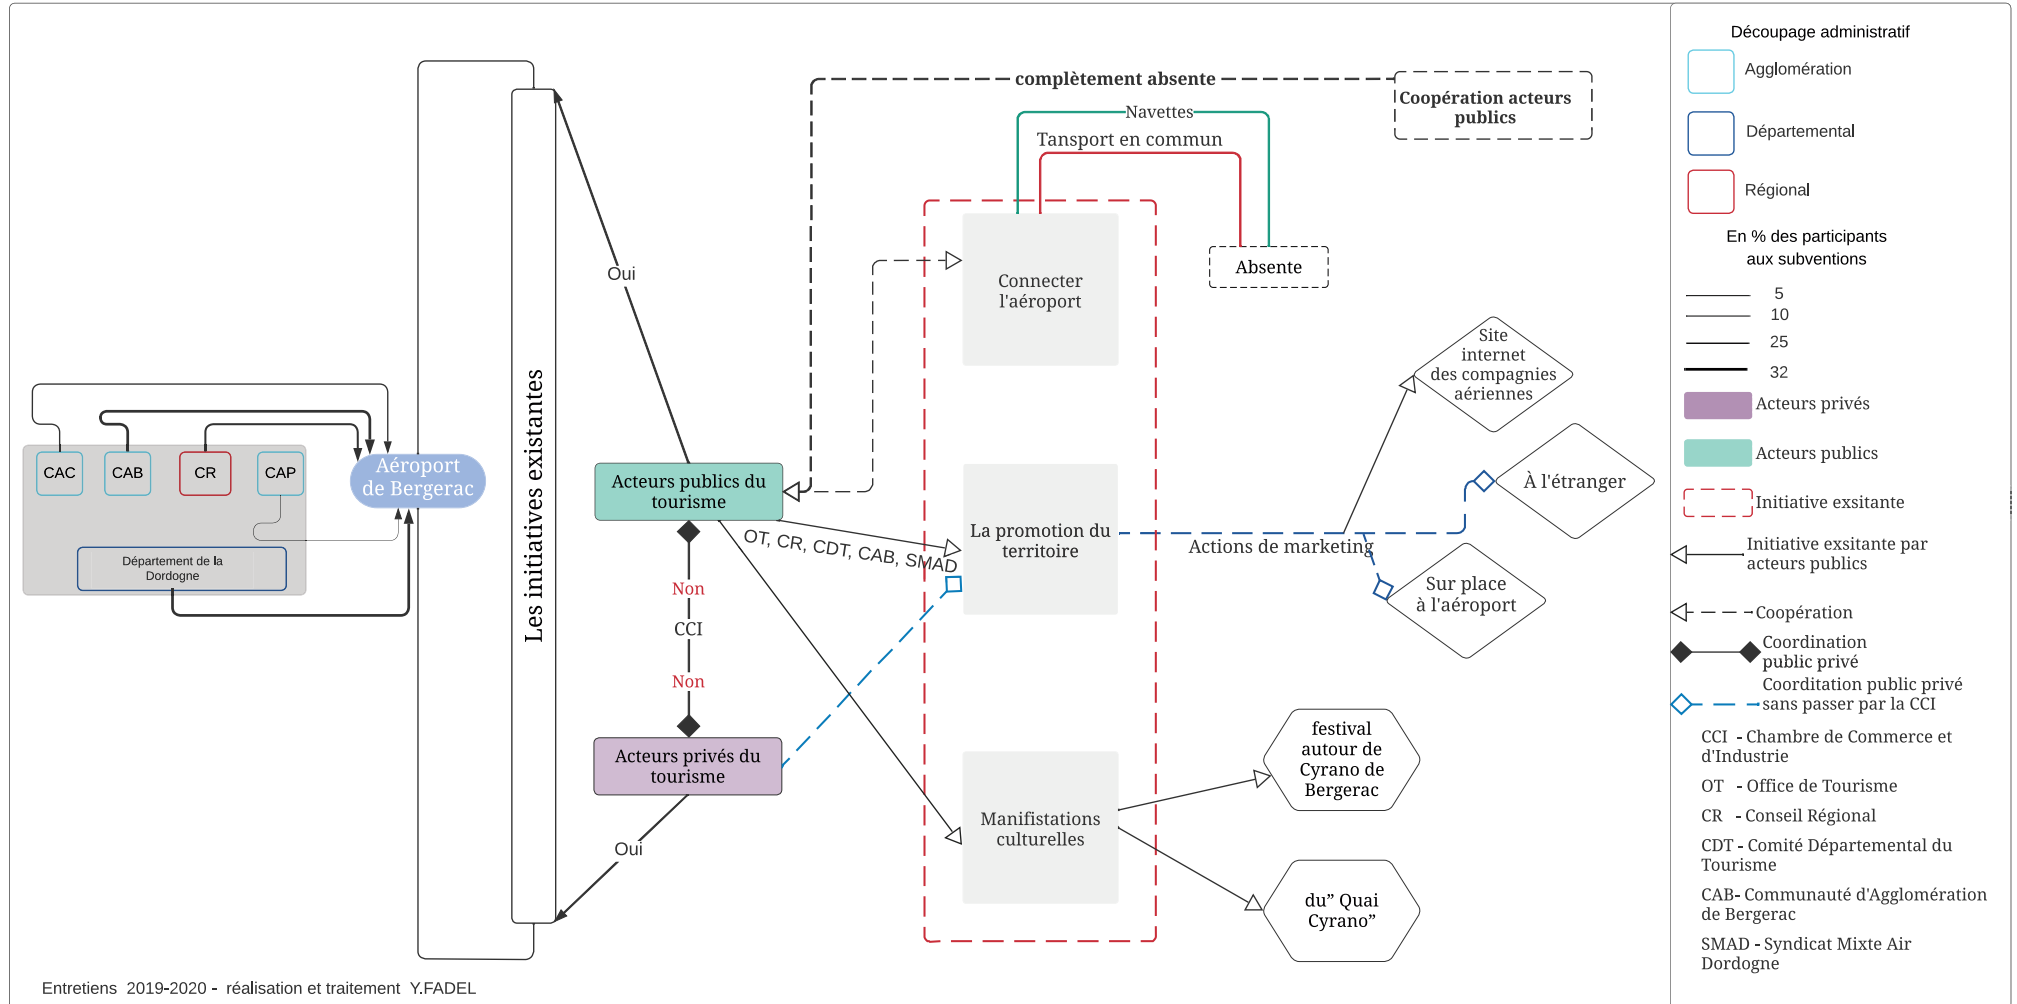 complètement absente
Coopération acteurs
publics
Navettes
Tansport en commun
Absente
Oui
Connecter
l'aéroport
CAC
CAB
CR
CAP
Département de la
Dordogne
Aéroport
de Bergerac
Les initiatives existantes
Acteurs publics du
tourisme
OT, CR, CDT, CAB, SMAD
La promotion du
territoire
Actions de marketing
Site
internet
des compagnies
aériennes
À l'étranger
Sur place
à l'aéroport
Non
CCI
Non
Acteurs privés du
tourisme
Oui
Manifistations
culturelles
festival
autour de
Cyrano de
Bergerac
du” Quai
Cyrano”
Entretiens 2019-2020 - réalisation et traitement Y.FADEL
Découpage administratif
Agglomération
Départemental
Régional
En % des participants
aux subventions
5
10
25
32
Acteurs privés
Acteurs publics
Initiative exsitante
Initiative exsitante par
acteurs publics
Coopération
Coordination
public privé
Coorditation public privé
sans passer par la CCI
CCI - Chambre de Commerce et
d'Industrie
OT - Office de Tourisme
CR - Conseil Régional
CDT - Comité Départemental du
Tourisme
CAB- Communauté d'Agglomération
de Bergerac
SMAD - Syndicat Mixte Air
Dordogne